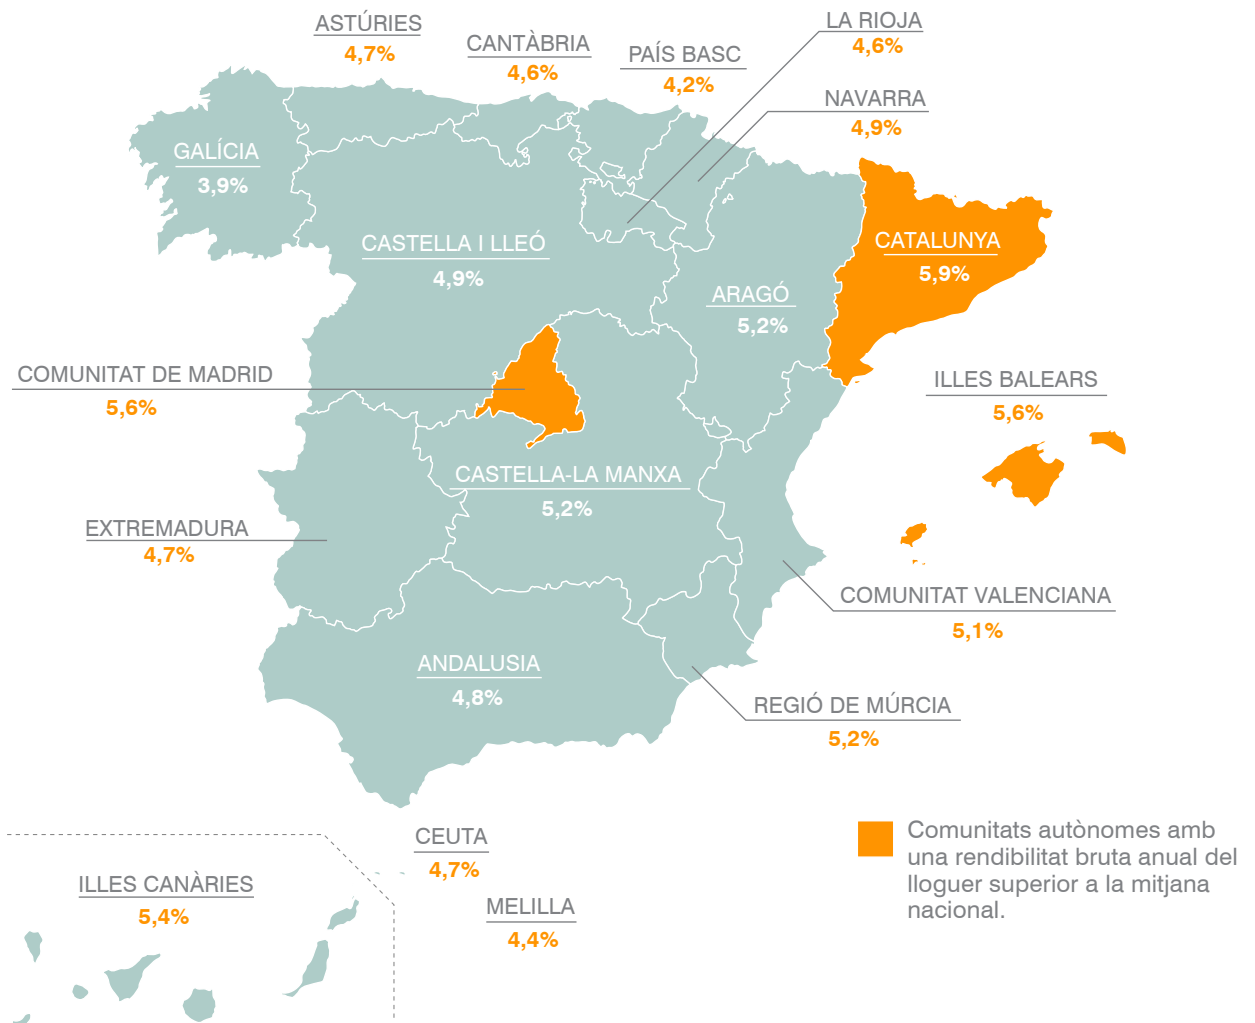 ASTÚRIES
4,7%
CANTÀBRIA
4,6%
PAÍS BASC
4,2%
LA RIOJA
4,6%
NAVARRA
4,9%
GALÍCIA
3,9%
CASTELLA I LLEÓ
4,9%
ARAGÓ
5,2%
CATALUNYA
5,9%
COMUNITAT DE MADRID
5,6%
ILLES BALEARS
5,6%
CASTELLA-LA MANXA
5,2%
EXTREMADURA
4,7%
COMUNITAT VALENCIANA
5,1%
ANDALUSIA
4,8%
REGIÓ DE MÚRCIA
5,2%
CEUTA
4,7%
MELILLA
4,4%
ILLES CANÀRIES
5,4%
Comunitats autònomes amb
una rendibilitat bruta anual del
lloguer superior a la mitjana
nacional.